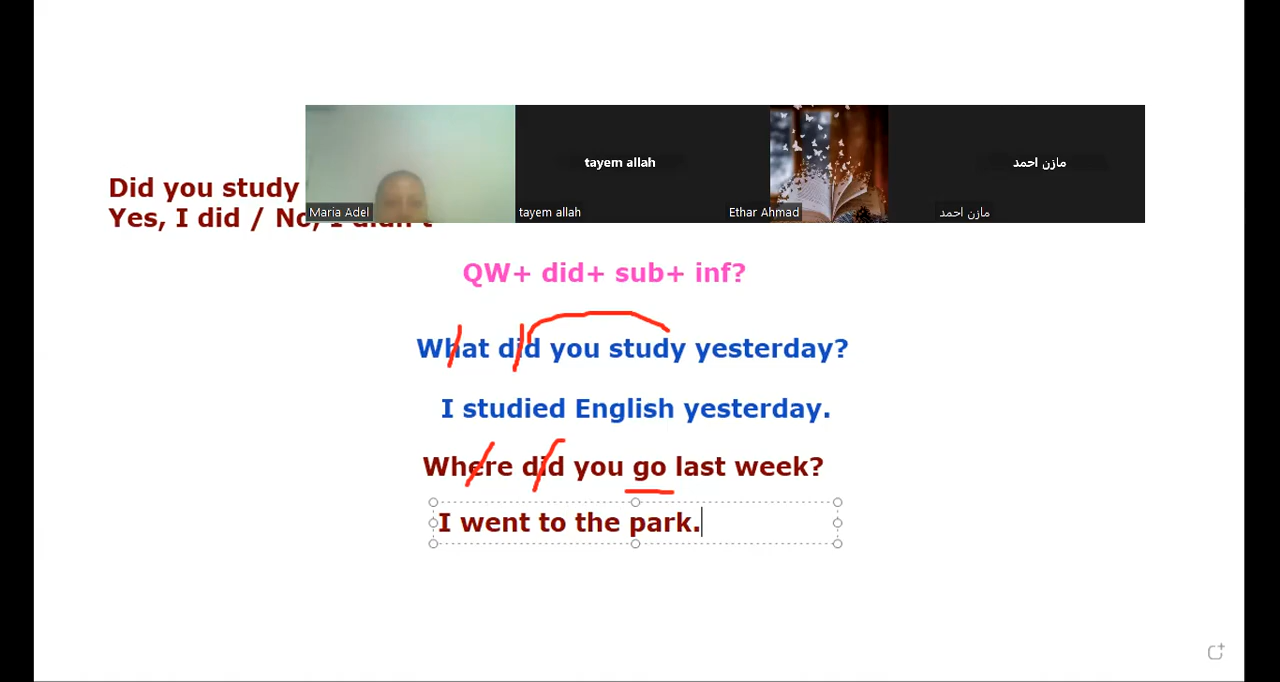 Maria Adel
tayem allah
tayem allah
Ethar Ahmad
مازن احمد
مازن احمد
Did you study
Yes, I did / No, I didn't
QW+ did+ sub+ inf?
What did you study yesterday?
I studied English yesterday.
Where did you go last week?
I went to the park.